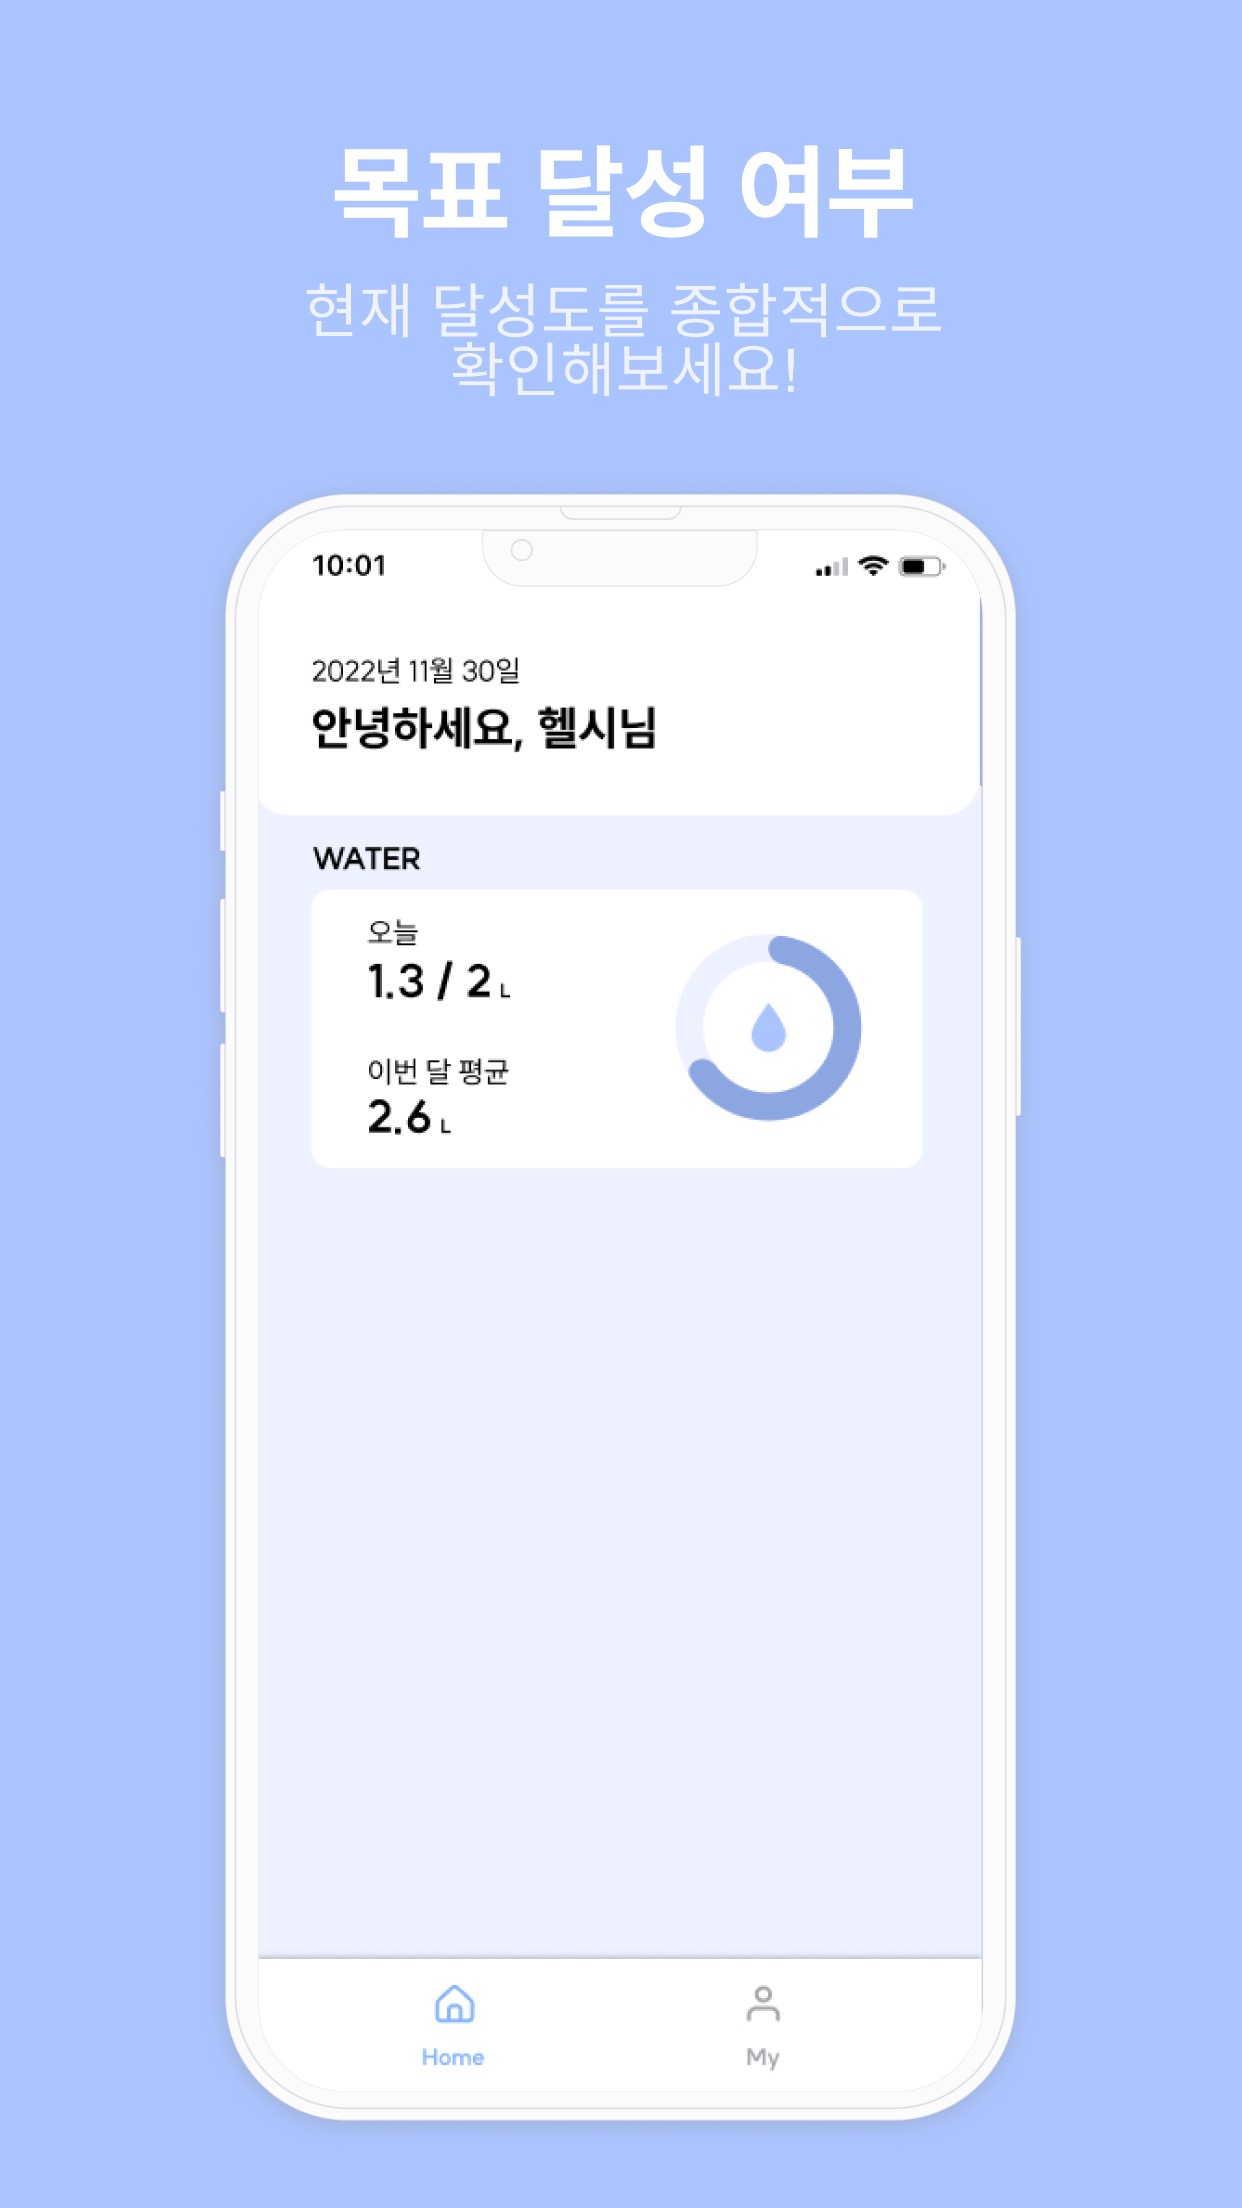 목표 달성 여부
현재 달성도를 종합적으로
확인해보세요!
10:01
2022년 11월 30일
안녕하세요, 헬시님
WATER
오늘
1.3 / 2 L
이번 달 평균
2.6 L
Home
My